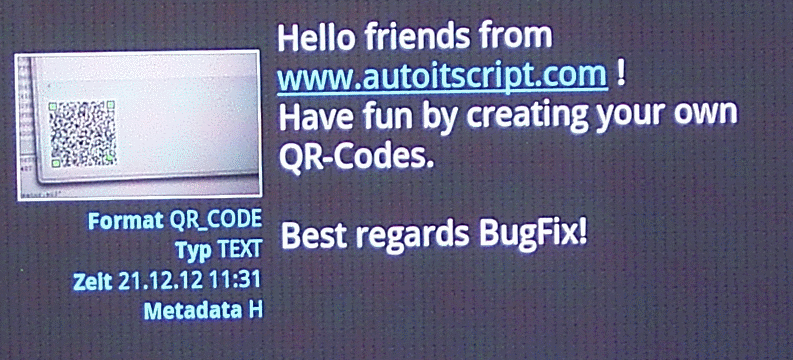 Hello friends from
www.autoitscript.com !
Have fun by creating your own
QR-Codes.
Best regards BugFix!
Format QR_CODE
Typ TEXT
Zeit 21.12.12 11:31
Metadata H